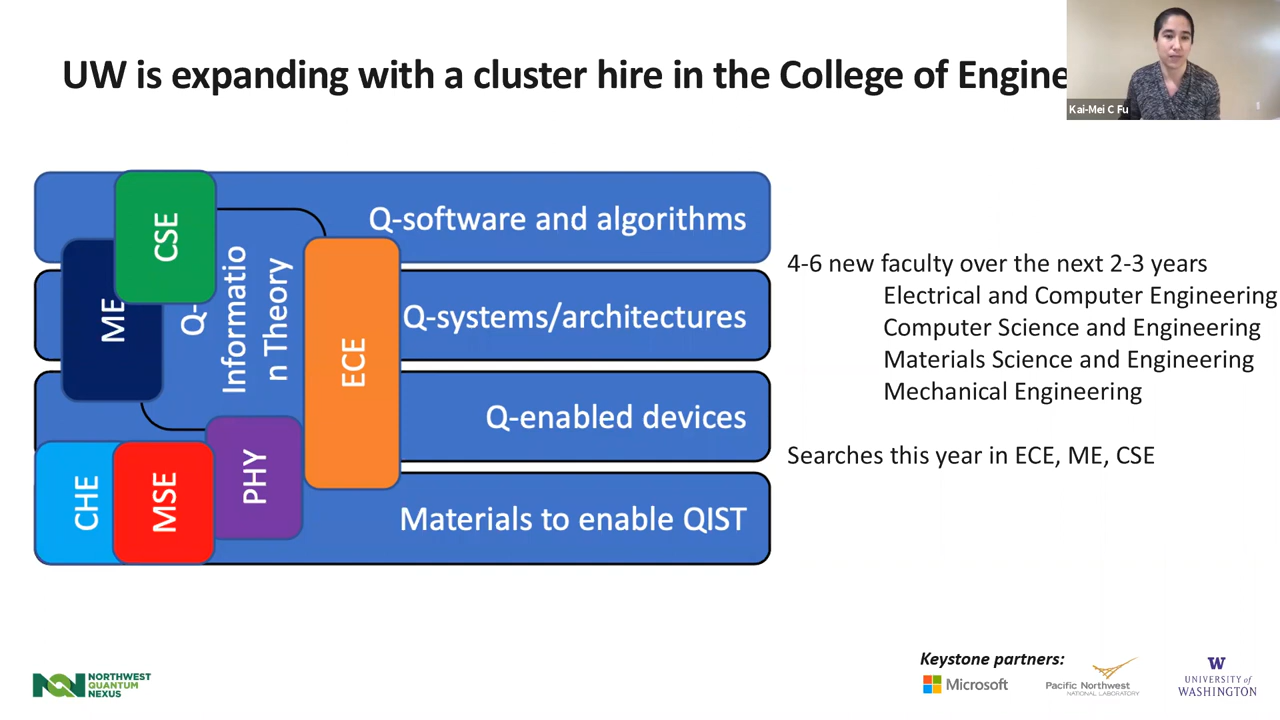 UW is expanding with a cluster hire in the College of Engine
Kai-Mei C Fu
CSE
Q-software and algorithms
ME
Q-
Informatio
n Theory
ECE
Q-systems/architectures
Q-enabled devices
CHE
MSE
PHY
Materials to enable QIST
4-6 new faculty over the next 2-3 years
Electrical and Computer Engineering
Computer Science and Engineering
Materials Science and Engineering
Mechanical Engineering
Searches this year in ECE, ME, CSE
NORTHWEST
QUANTUM
NEXUS
Keystone partners:
Microsoft
Pacific Northwest
NATIONAL LABORATORY
W
UNIVERSITY of
WASHINGTON